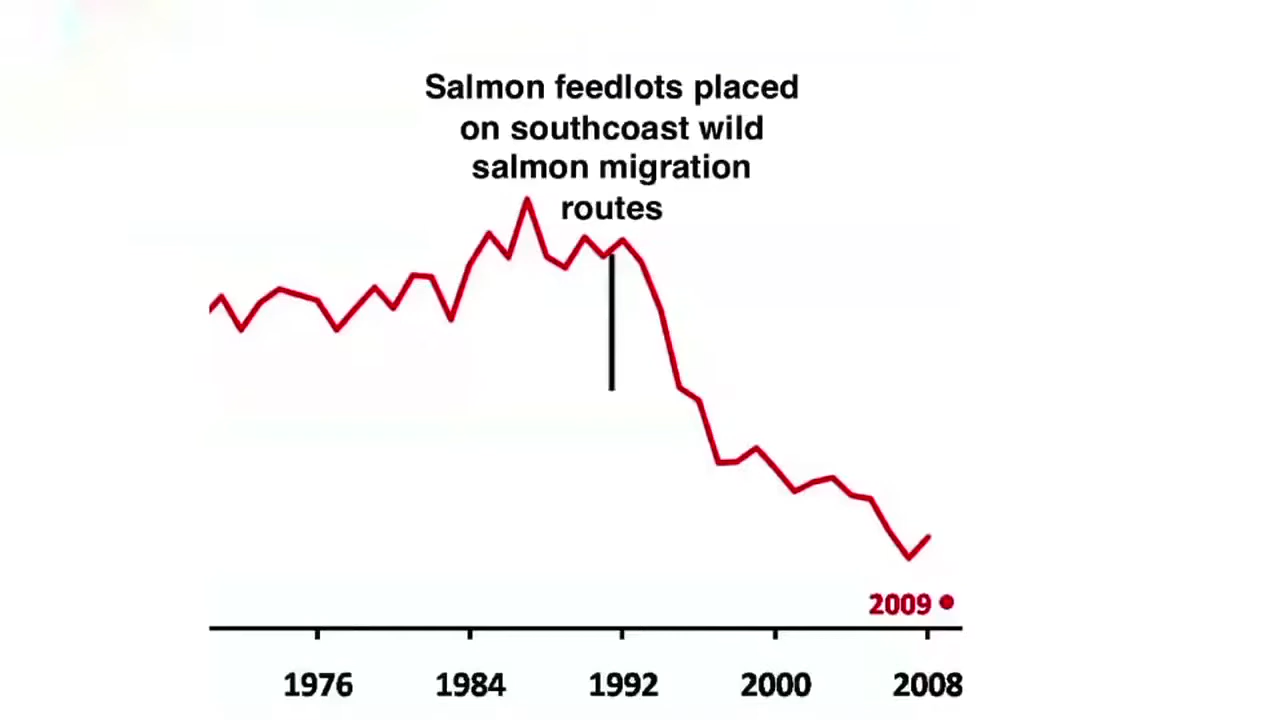 Salmon feedlots placed
on southcoast wild
salmon migration
routes
2009
1976 1984 1992 2000 2008